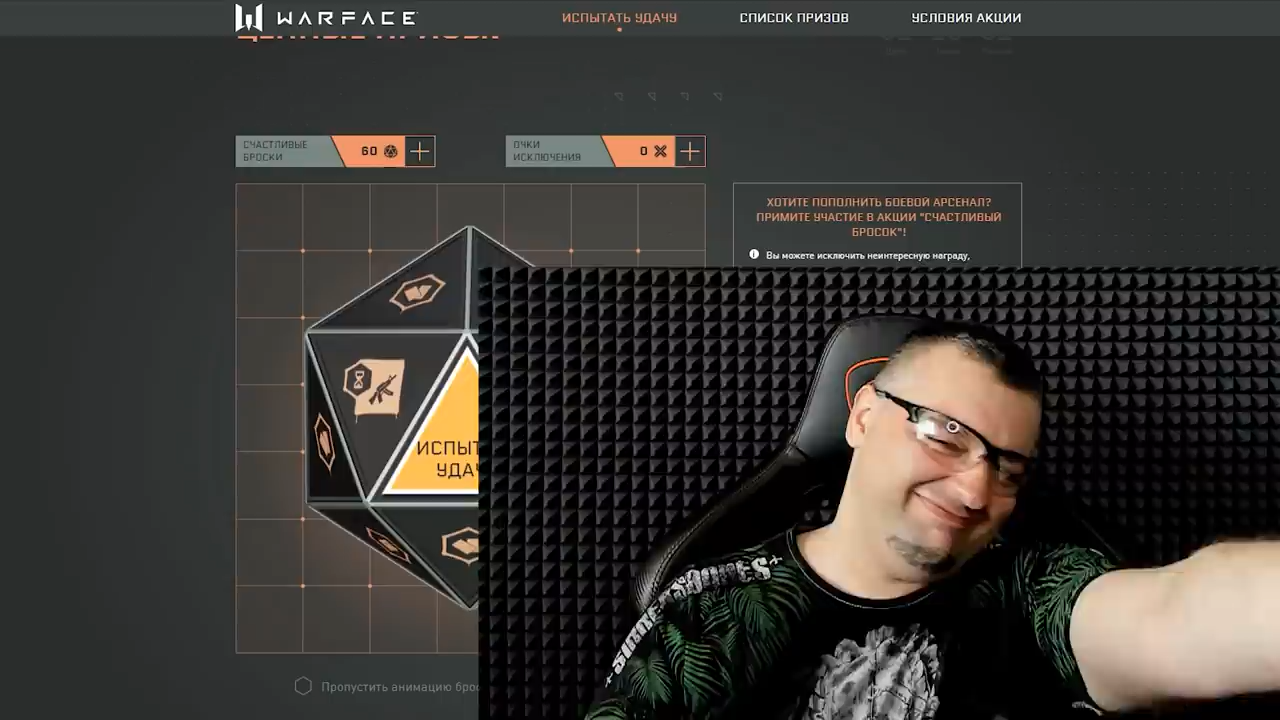 WARFACE
ИСПЫТАТЬ УДАЧУ
СПИСОК ПРИЗОВ
УСЛОВИЯ АКЦИИ
СЧАСТЛИВЫЕ
БРОСКИ
60
ОЧКИ
ИСКЛЮЧЕНИЯ
0
ХОТИТЕ ПОПОЛНИТЬ БОЕВОЙ АРСЕНАЛ?
ПРИМИТЕ УЧАСТИЕ В АКЦИИ "СЧАСТЛИВЫЙ
БРОСОК"!
Вы можете исключить неинтересную награду,
ИСПЫТ
УДАЧ
Пропустить анимацию брос